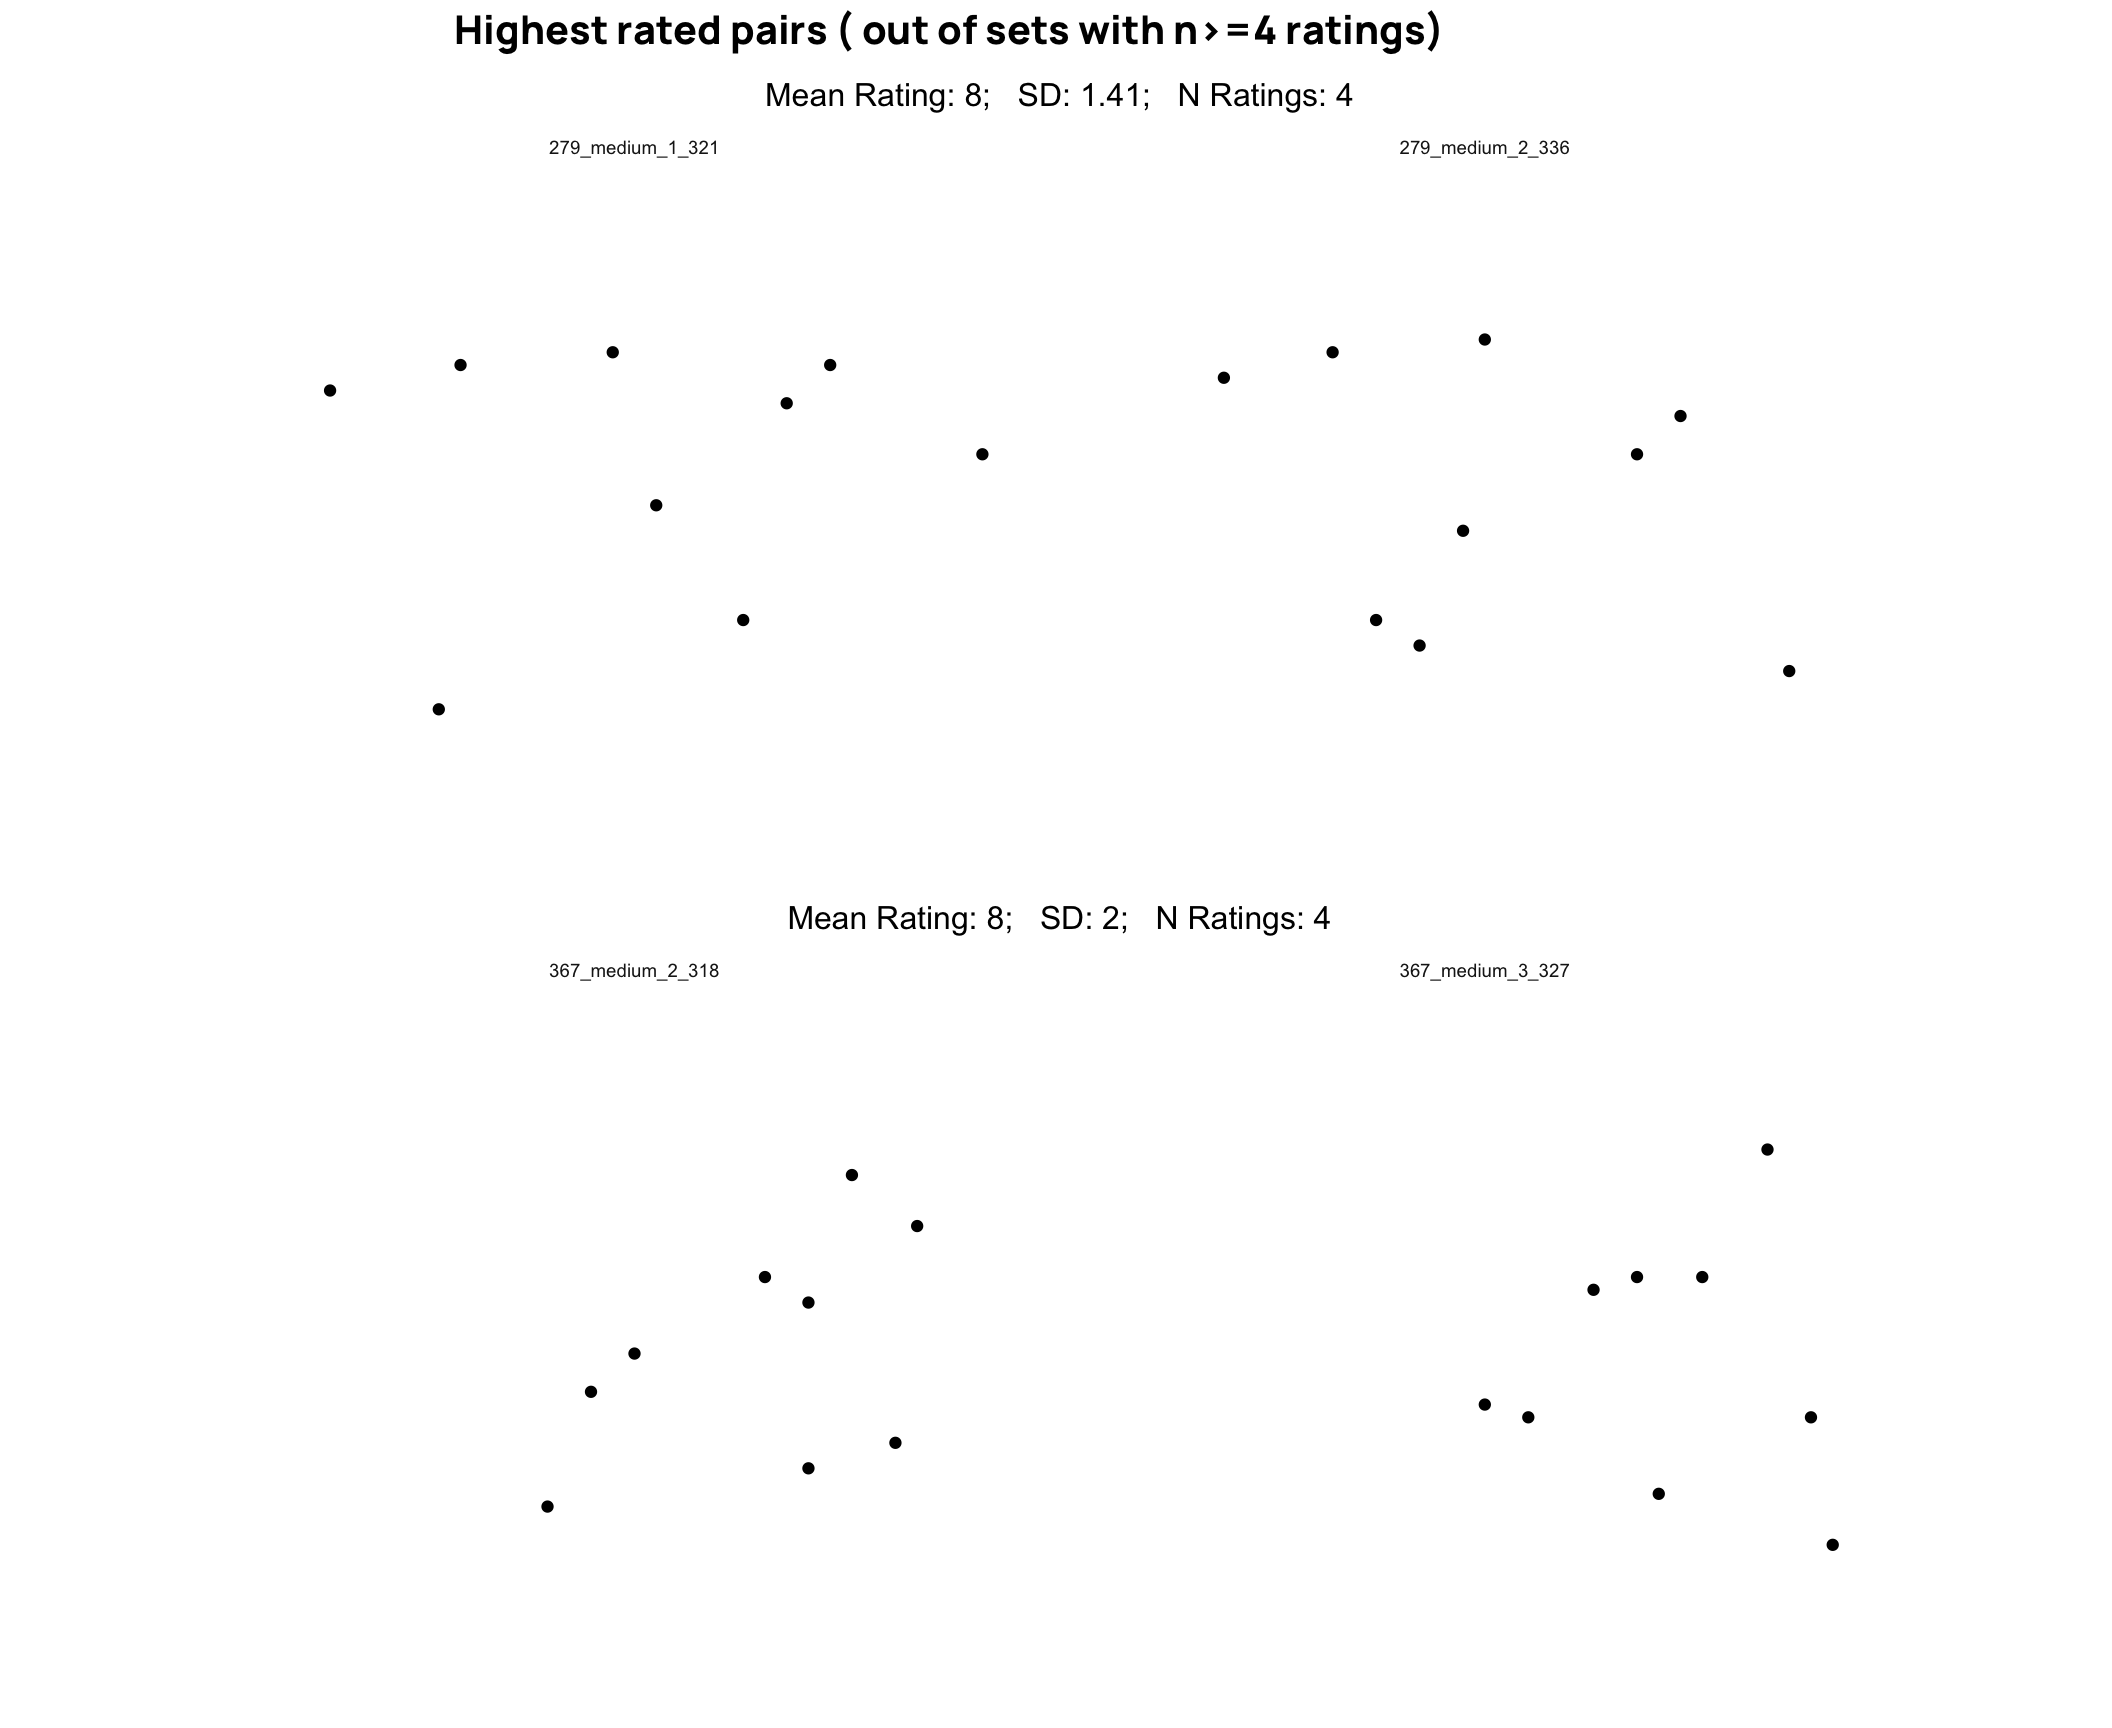 Highest rated pairs ( out of sets with n>=4 ratings)
Mean Rating: 8;   SD: 1.41;   N Ratings: 4
279_medium_1_321
279_medium_2_336
Mean Rating: 8;   SD: 2;   N Ratings: 4
367_medium_2_318
367_medium_3_327